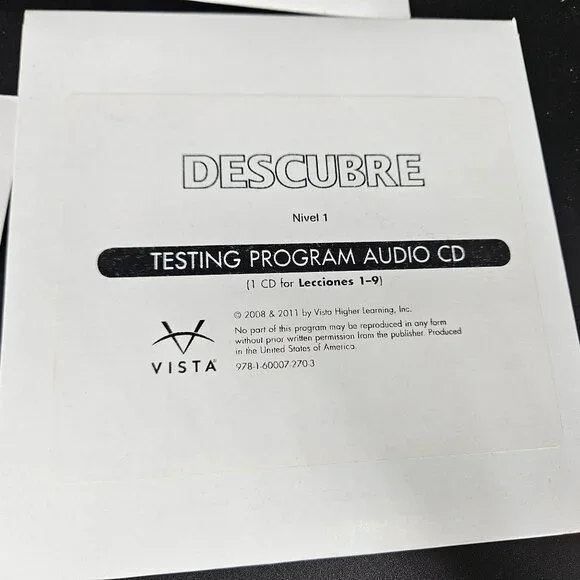 DESCUBRE
Nivel 1
TESTING PROGRAM AUDIO CD
(1 CD for Lecciones 1–9)
© 2008 & 2011 by Vista Higher Learning, Inc.
No part of this program may be reproduced in any form
without prior written permission from the publisher. Produced
in the United States of America.
VISTA®
978-1-60007-270-3